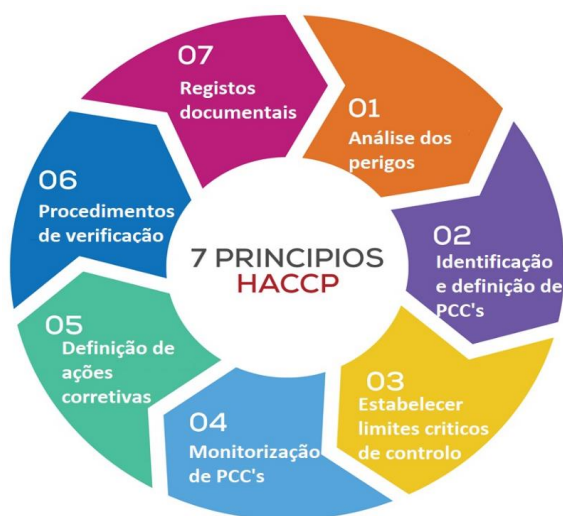 7 PRINCIPIOS
HACCP
01
Análise dos
perigos
02
Identificação
e definição de
PCC's
03
Estabelecer
limites criticos
de controlo
04
Monitorização
de PCC's
05
Definição de
ações
corretivas
06
Procedimentos
de verificação
07
Registos
documentais